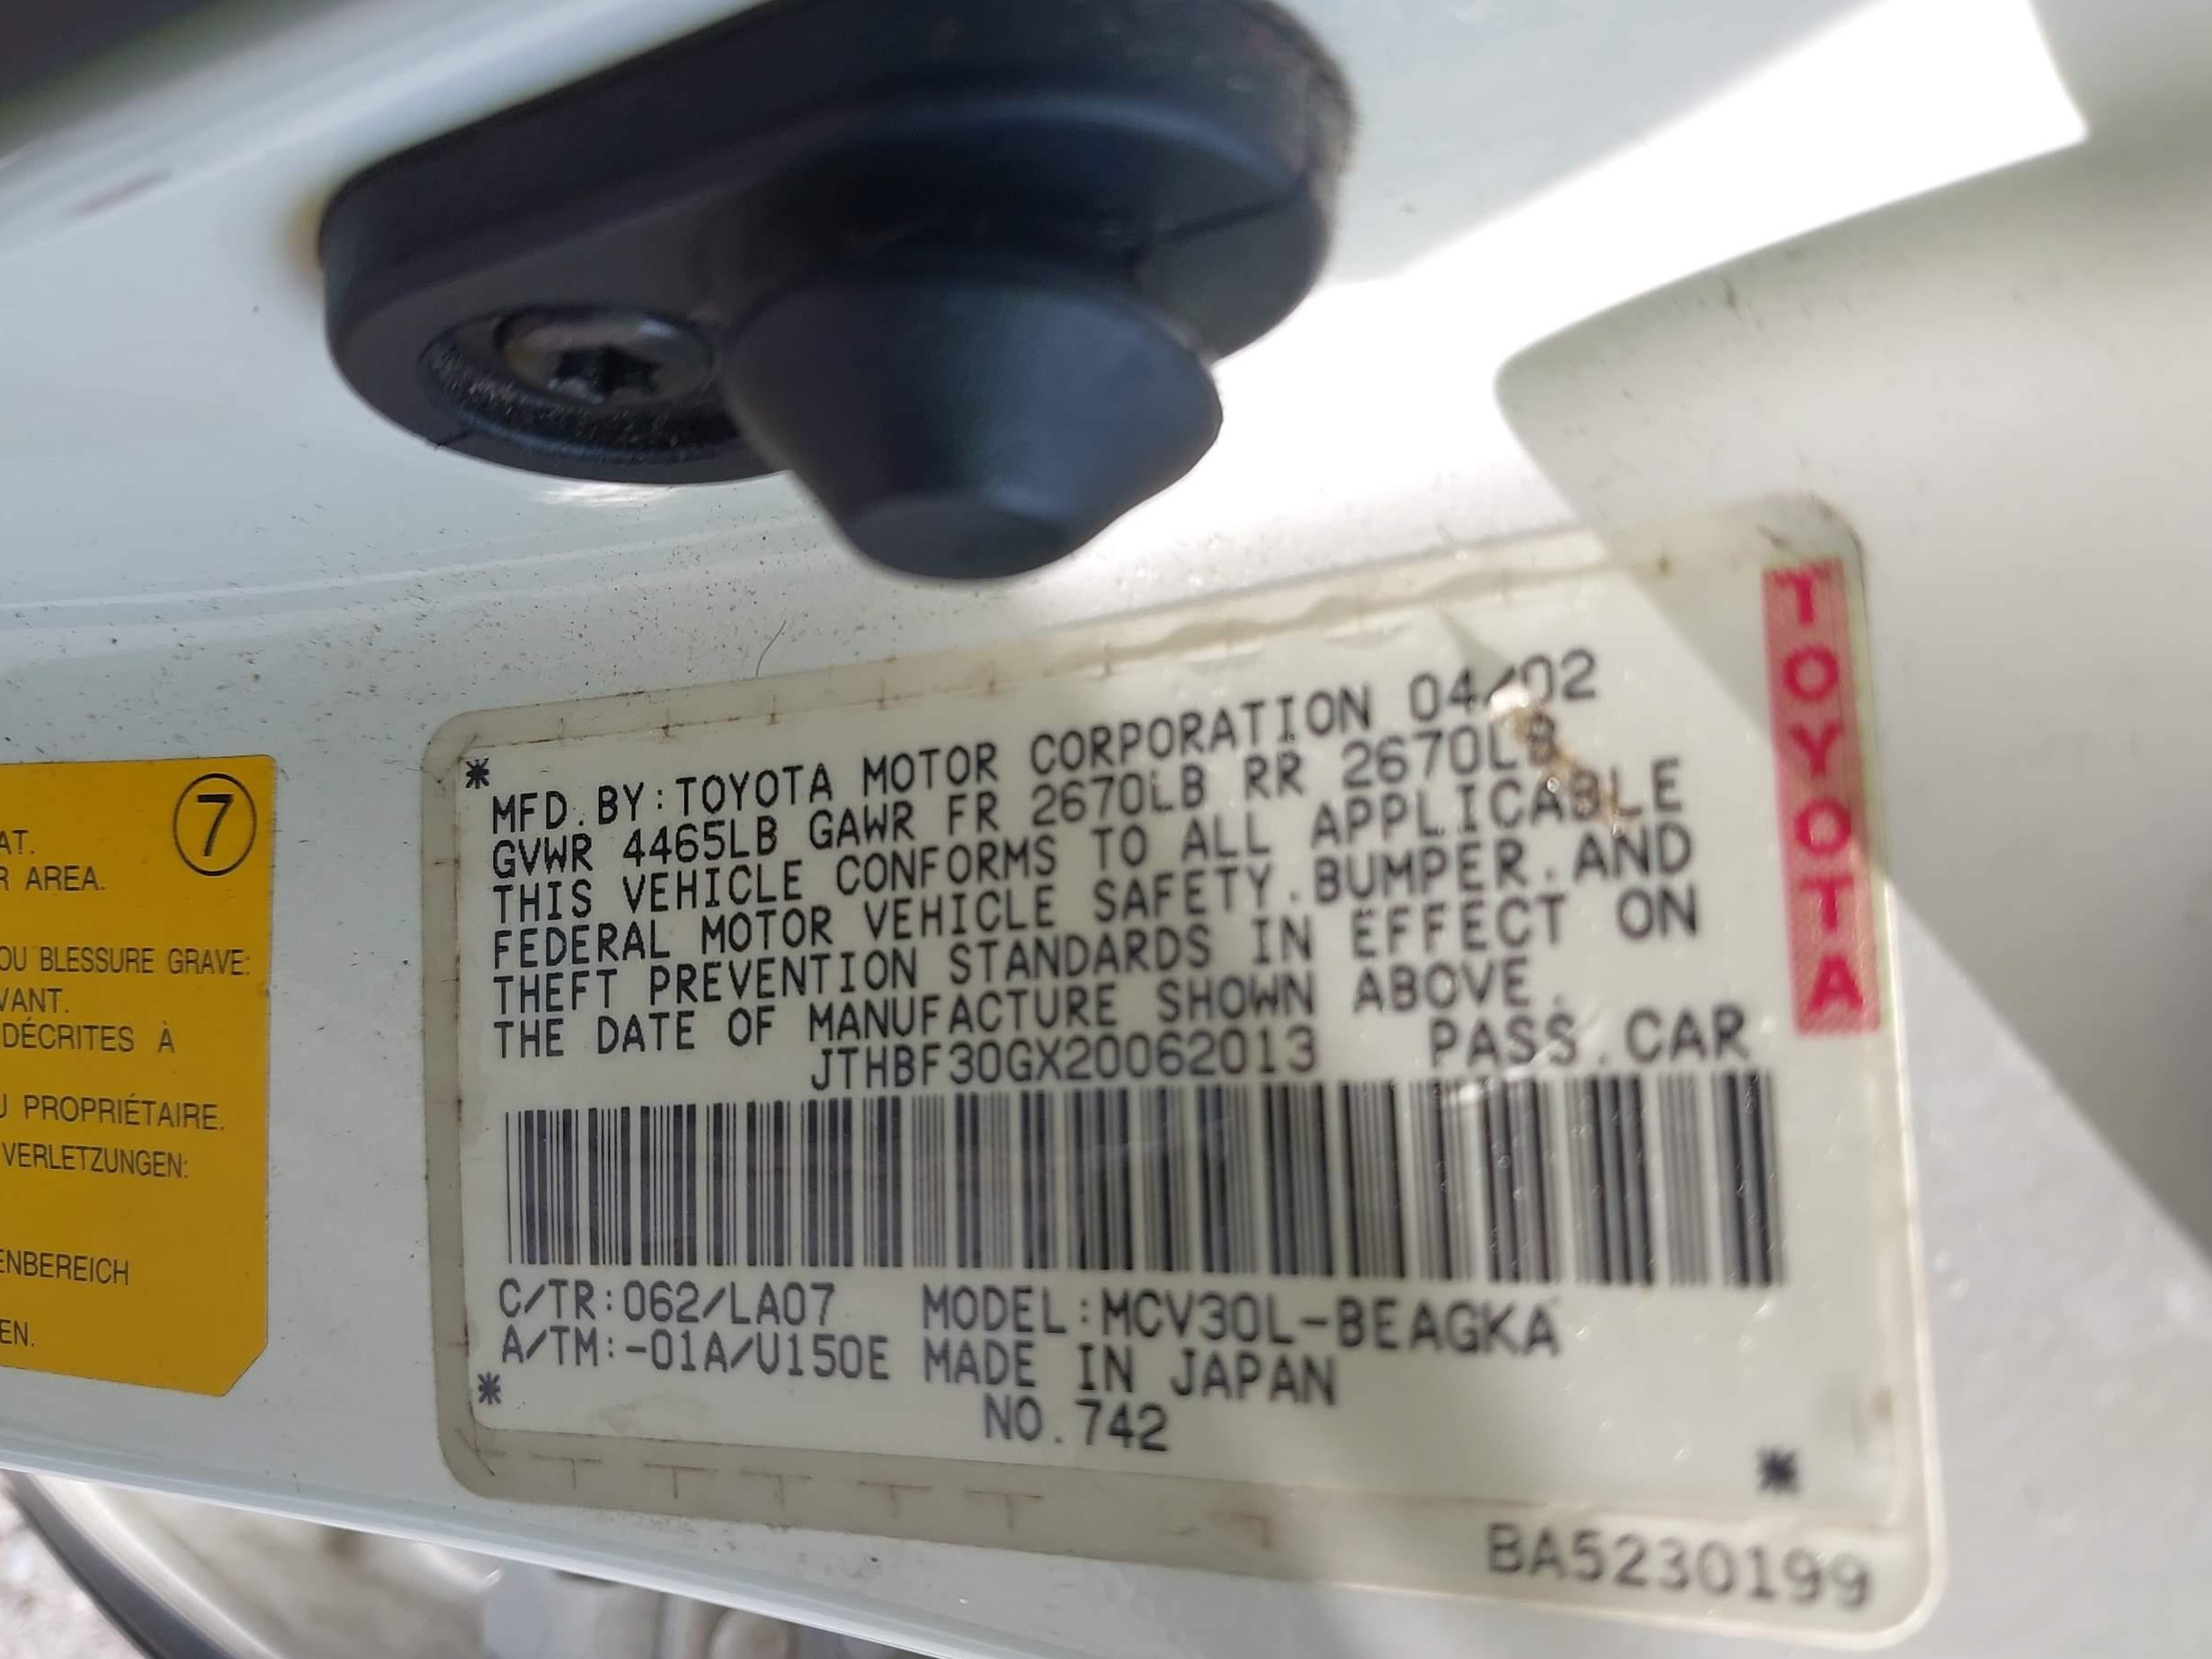 7
AT.
R AREA.
OU BLESSURE GRAVE:
VANT.
DÉCRITES À
U PROPRIÉTAIRE.
VERLETZUNGEN:
ENBEREICH
EN.
*
MFD. BY: TOYOTA MOTOR CORPORATION 04/02
GVWR 4465LB GAWR FR 2670LB RR 2670LB
THIS VEHICLE CONFORMS TO ALL APPLICABLE
FEDERAL MOTOR VEHICLE SAFETY. BUMPER. AND
THEFT PREVENTION STANDARDS IN EFFECT ON
THE DATE OF MANUFACTURE SHOWN ABOVE.
JTHBF30GX20062013 PASS. CAR
C/TR:062/LA07 MODEL:MCV30L-BEAGKA
A/TM:-01A/U150E MADE IN JAPAN
* NO.742
*
BA5230199
TOYOTA